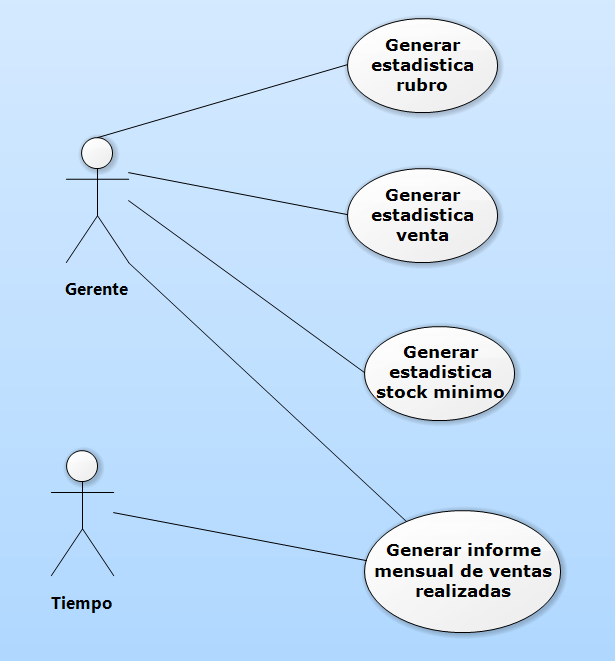 Generar
estadistica
rubro
Generar
estadistica
venta
Gerente
Generar
estadistica
stock minimo
Generar informe
mensual de ventas
realizadas
Tiempo